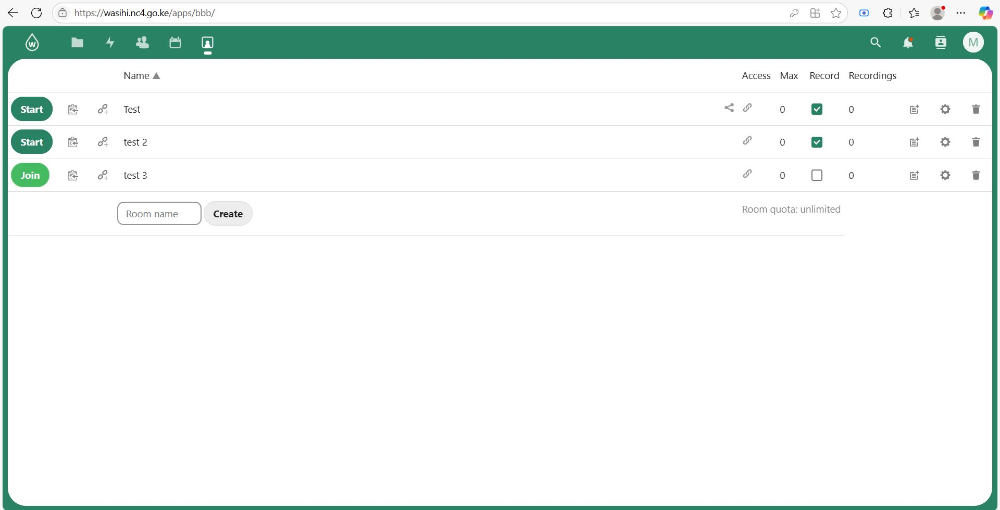 https://wasihi.nc4.go.ke/apps/bbb/
W
M
Name Access Max Record Recordings
Start Test 0 0
Start test 2 0 0
Join test 3 0 0
Room name Create Room quota: unlimited